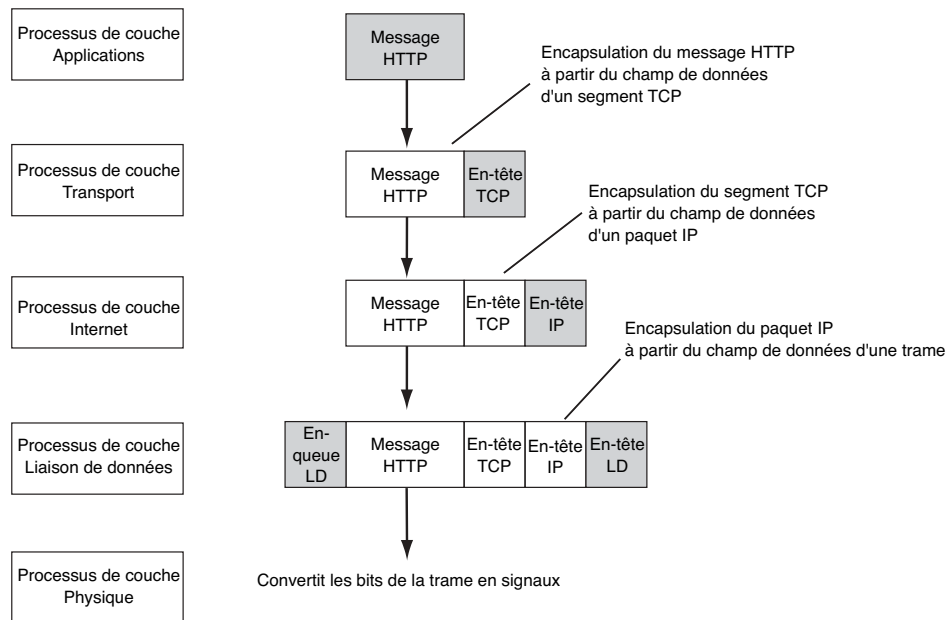 Processus de couche
Applications
Message
HTTP
Encapsulation du message HTTP
à partir du champ de données
d'un segment TCP
Processus de couche
Transport
Message
HTTP
En-tête
TCP
Encapsulation du segment TCP
à partir du champ de données
d'un paquet IP
Processus de couche
Internet
Message
HTTP
En-tête
TCP
En-tête
IP
Encapsulation du paquet IP
à partir du champ de données d'une trame
Processus de couche
Liaison de données
En-
queue
LD
Message
HTTP
En-tête
TCP
En-tête
IP
En-tête
LD
Processus de couche
Physique
Convertit les bits de la trame en signaux